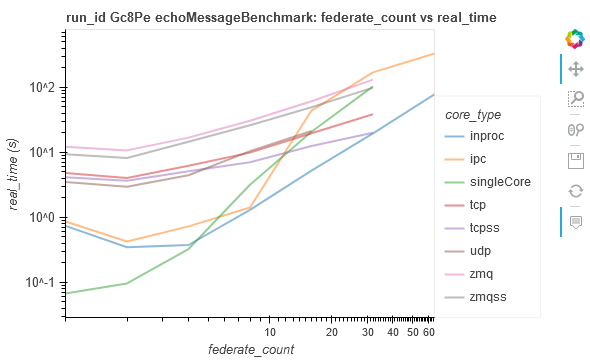 run_id Gc8Pe echoMessageBenchmark: federate_count vs real_time
real_time (s)
10^2
10^1
10^0
10^-1
10
20
30
40
50
60
federate_count
core_type
inproc
ipc
singleCore
tcp
tcpss
udp
zmq
zmqss